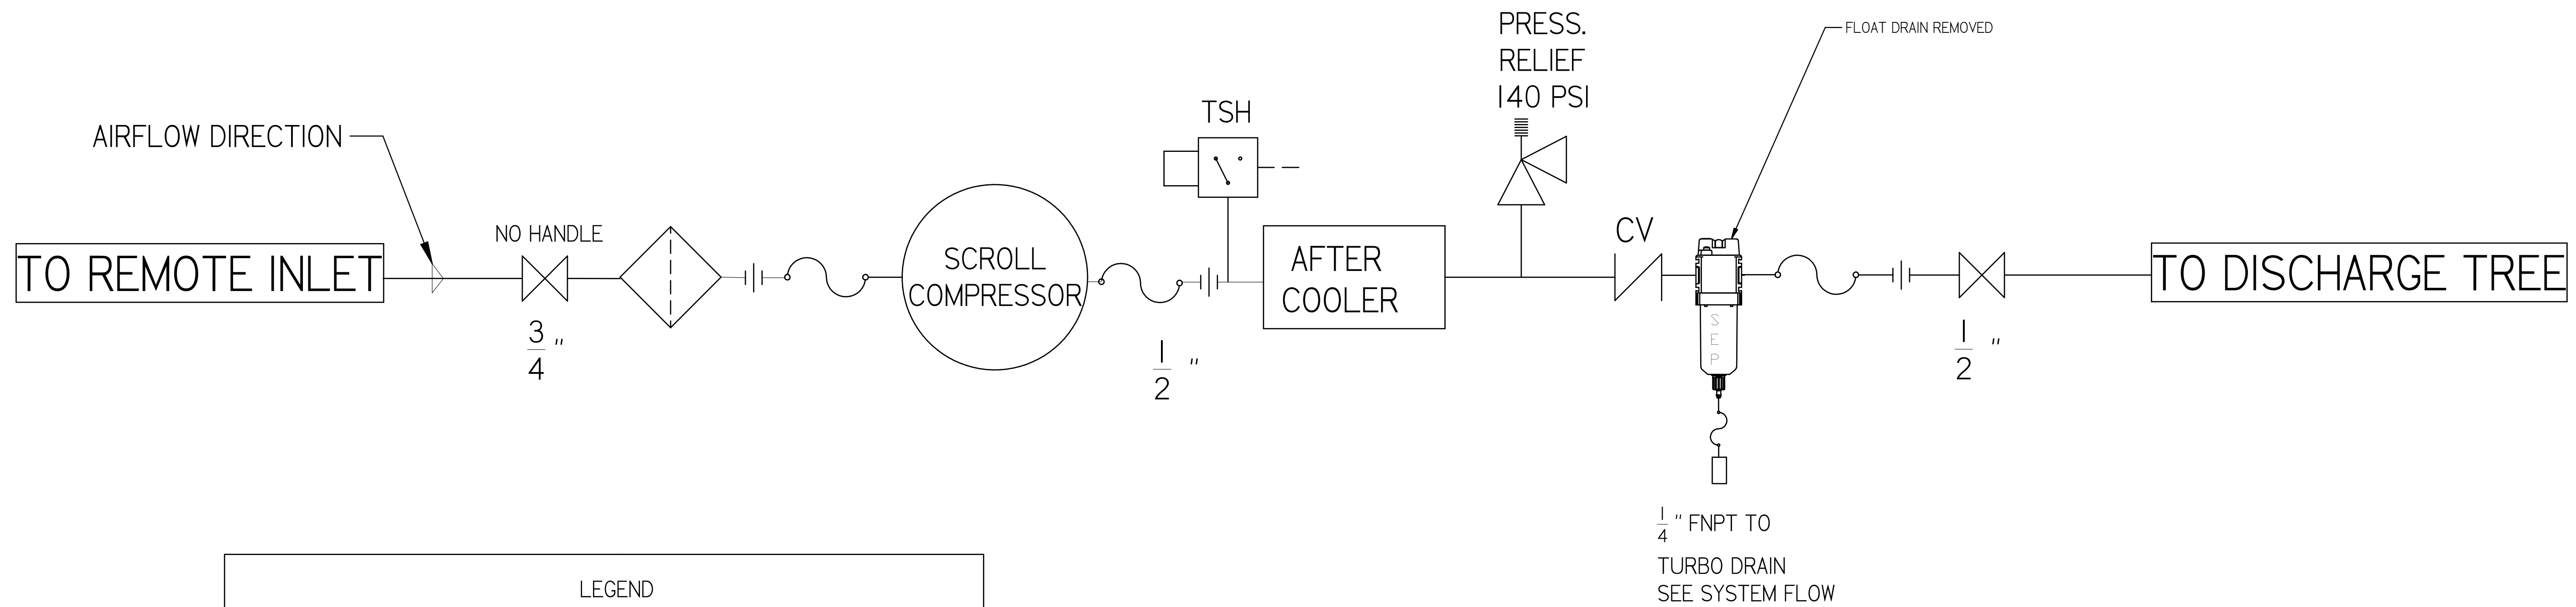 PRESS.
RELIEF
140 PSI
FLOAT DRAIN REMOVED
TSH
AIRFLOW DIRECTION
NO HANDLE
CV
TO REMOTE INLET
SCROLL
COMPRESSOR
AFTER
COOLER
SEP
TO DISCHARGE TREE
3/4 "
1/2 "
1/2 "
1/4 " FNPT TO
TURBO DRAIN
SEE SYSTEM FLOW
LEGEND